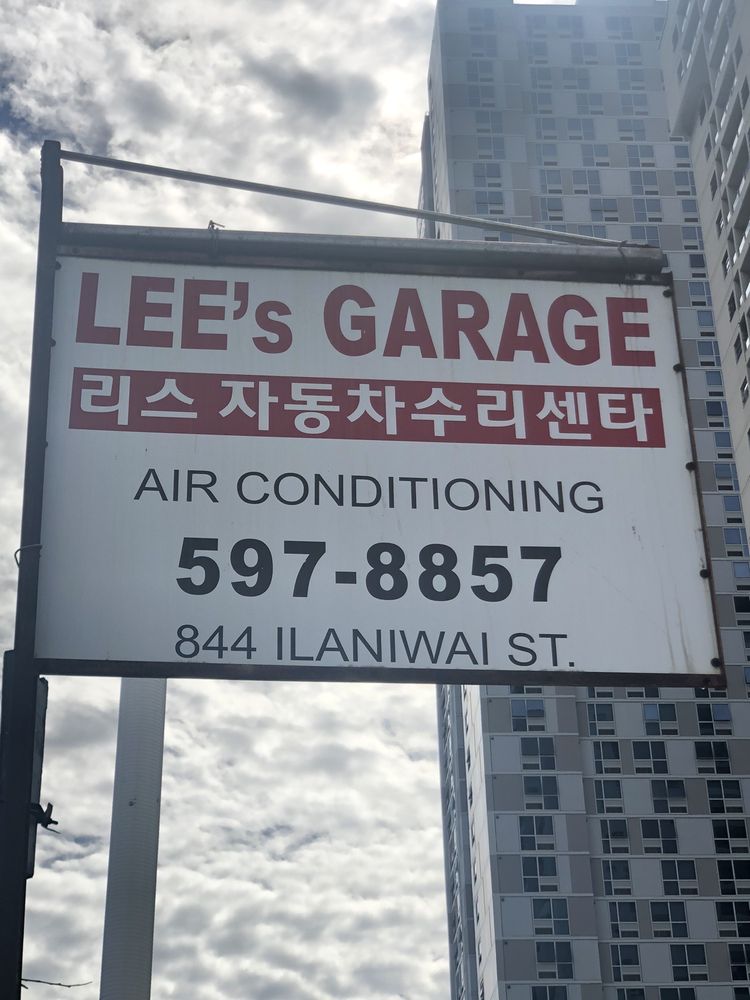 LEE's GARAGE
리스 자동차수리센타
AIR CONDITIONING
597-8857
844 ILANIWAI ST.